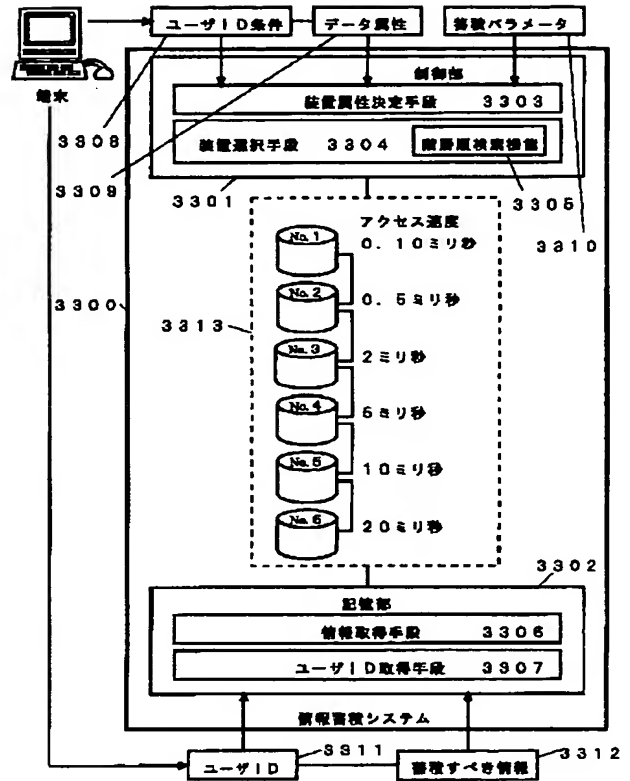 ユーザID条件 データ属性 蓄積パラメータ
端末
制御部
装置属性決定手段 3303
装置選択手段 3304 階層順検索機能
3308
3309
3301
3305
3310
アクセス速度
No.1 0.10ミリ秒
3300
No.2 0.5ミリ秒
3313
No.3 2ミリ秒
No.4 5ミリ秒
No.5 10ミリ秒
No.6 20ミリ秒
3302
記憶部
情報取得手段 3306
ユーザID取得手段 3307
情報蓄積システム
ユーザID 3311 蓄積すべき情報 3312